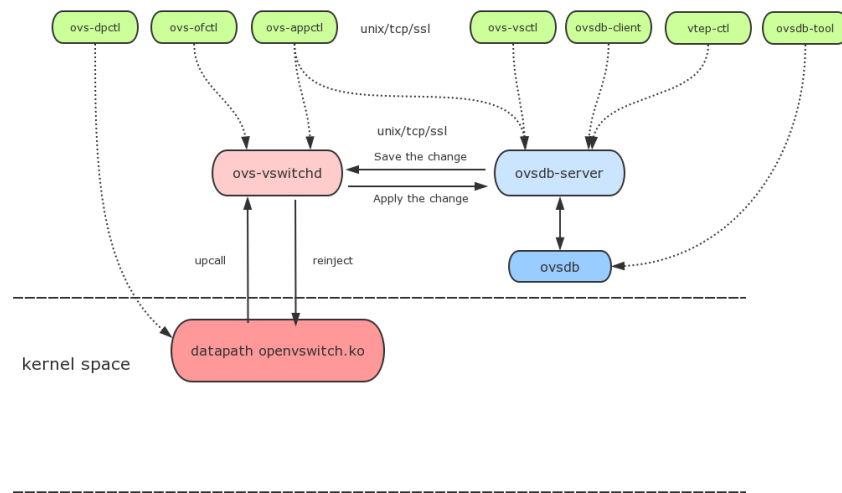 ovs-dpctl
ovs-ofctl
ovs-appctl
unix/tcp/ssl
ovs-vsctl
ovsdb-client
vtep-ctl
ovsdb-tool
unix/tcp/ssl
Save the change
ovs-vswitchd
ovsdb-server
Apply the change
upcall
reinject
ovsdb
datapath openvswitch.ko
kernel space